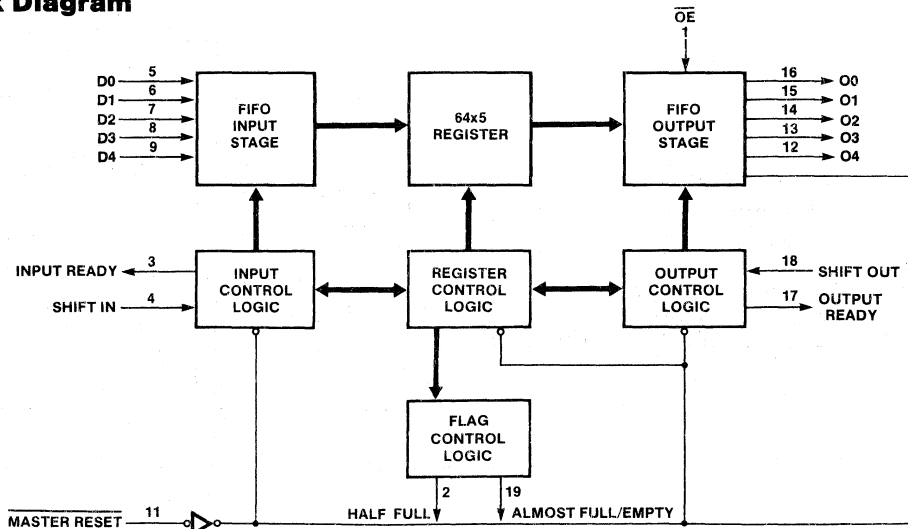 Diagram
OE
1
D0 5
D1 6
D2 7
D3 8
D4 9
FIFO
INPUT
STAGE
64x5
REGISTER
FIFO
OUTPUT
STAGE
16 O0
15 O1
14 O2
13 O3
12 O4
INPUT READY 3
SHIFT IN 4
INPUT
CONTROL
LOGIC
REGISTER
CONTROL
LOGIC
OUTPUT
CONTROL
LOGIC
18 SHIFT OUT
17 OUTPUT
READY
FLAG
CONTROL
LOGIC
2 19
HALF FULL ALMOST FULL/EMPTY
MASTER RESET 11